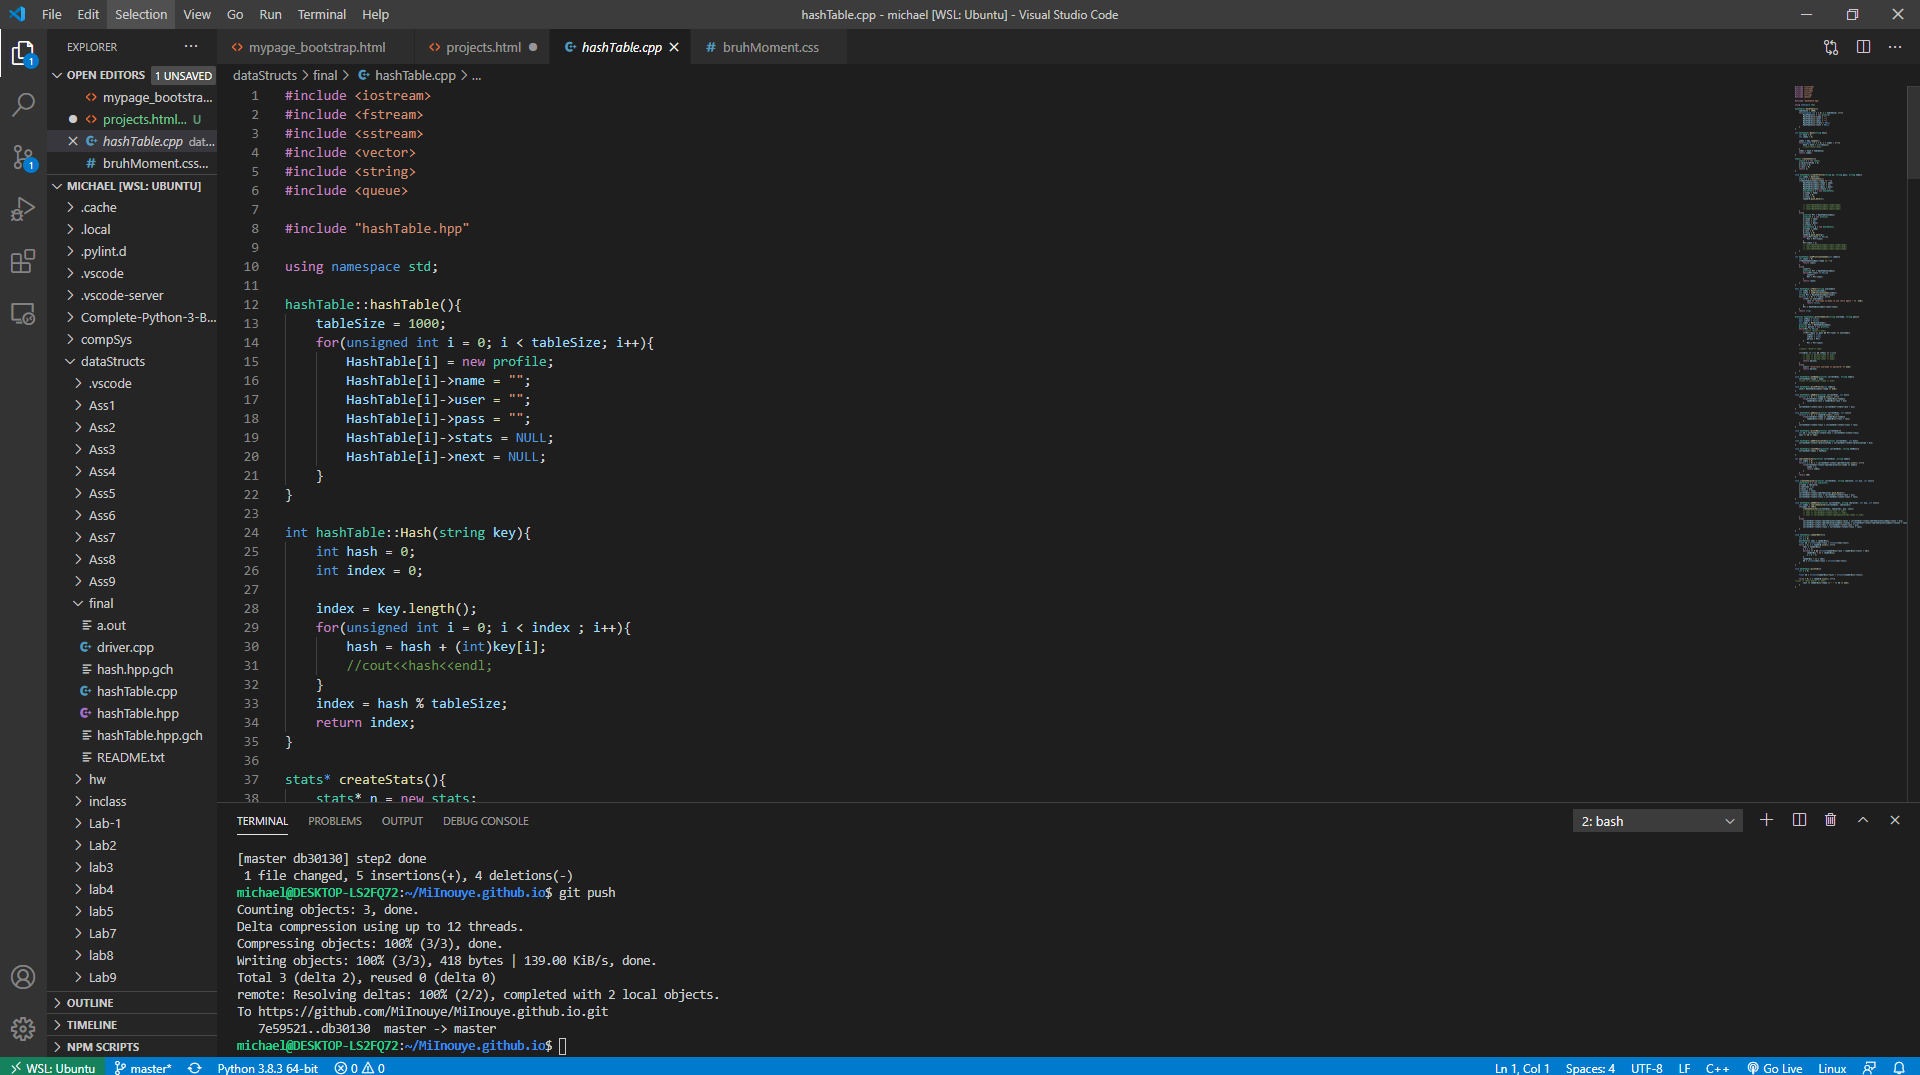 File Edit Selection View Go Run Terminal Help
hashTable.cpp - michael [WSL: Ubuntu] - Visual Studio Code
EXPLORER
mypage_bootstrap.html
projects.html
hashTable.cpp
bruhMoment.css
OPEN EDITORS 1 UNSAVED
mypage_bootstra...
projects.html... U
hashTable.cpp dat...
bruhMoment.css...
MICHAEL [WSL: UBUNTU]
.cache
.local
.pylint.d
.vscode
.vscode-server
Complete-Python-3-B...
compSys
dataStructs
.vscode
Ass1
Ass2
Ass3
Ass4
Ass5
Ass6
Ass7
Ass8
Ass9
final
a.out
driver.cpp
hash.hpp.gch
hashTable.cpp
hashTable.hpp
hashTable.hpp.gch
README.txt
hw
inclass
Lab-1
Lab2
lab3
lab4
lab5
Lab7
lab8
Lab9
OUTLINE
TIMELINE
NPM SCRIPTS
1
1
dataStructs > final > hashTable.cpp > ...
1 #include <iostream>
2 #include <fstream>
3 #include <sstream>
4 #include <vector>
5 #include <string>
6 #include <queue>
7
8 #include "hashTable.hpp"
9
10 using namespace std;
11
12 hashTable::hashTable(){
13 tableSize = 1000;
14 for(unsigned int i = 0; i < tableSize; i++){
15 HashTable[i] = new profile;
16 HashTable[i]->name = "";
17 HashTable[i]->user = "";
18 HashTable[i]->pass = "";
19 HashTable[i]->stats = NULL;
20 HashTable[i]->next = NULL;
21 }
22 }
23
24 int hashTable::Hash(string key){
25 int hash = 0;
26 int index = 0;
27
28 index = key.length();
29 for(unsigned int i = 0; i < index ; i++){
30 hash = hash + (int)key[i];
31 //cout<<hash<<endl;
32 }
33 index = hash % tableSize;
34 return index;
35 }
36
37 stats* createStats(){
38 stats* n = new stats;
TERMINAL PROBLEMS OUTPUT DEBUG CONSOLE
2: bash
[master db30130] step2 done
1 file changed, 5 insertions(+), 4 deletions(-)
michael@DESKTOP-LS2FQ72:~/MiInouye.github.io$ git push
Counting objects: 3, done.
Delta compression using up to 12 threads.
Compressing objects: 100% (3/3), done.
Writing objects: 100% (3/3), 418 bytes | 139.00 KiB/s, done.
Total 3 (delta 2), reused 0 (delta 0)
remote: Resolving deltas: 100% (2/2), completed with 2 local objects.
To https://github.com/MiInouye/MiInouye.github.io.git
7e59521..db30130 master -> master
michael@DESKTOP-LS2FQ72:~/MiInouye.github.io$
WSL: Ubuntu master* Python 3.8.3 64-bit 0 0 Ln 1, Col 1 Spaces: 4 UTF-8 LF C++ Go Live Linux